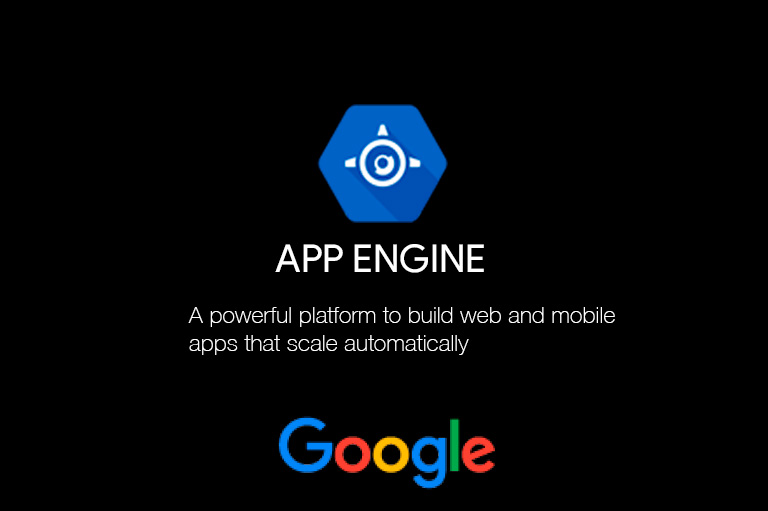 APP ENGINE
A powerful platform to build web and mobile
apps that scale automatically
Google